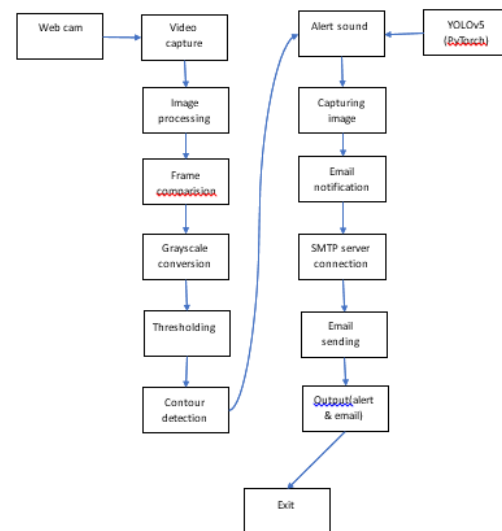 Web cam
Video
capture
Image
processing
Frame
comparision
Grayscale
conversion
Thresholding
Contour
detection
Alert sound
YOLOv5
(PyTorch)
Capturing
image
Email
notification
SMTP server
connection
Email
sending
Output(alert
& email)
Exit